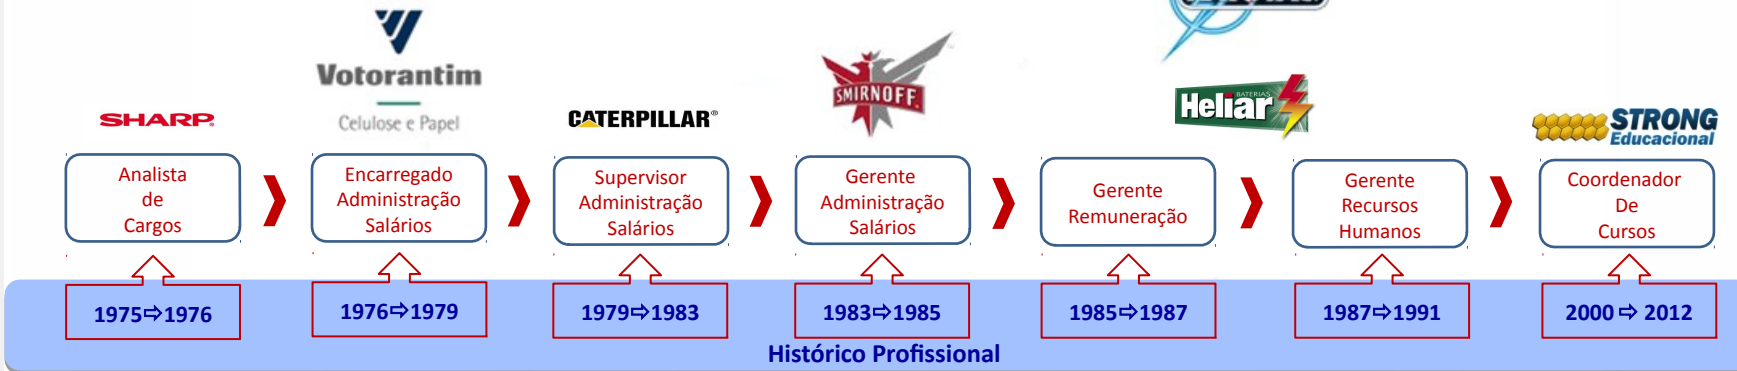 Votorantim
Celulose e Papel
SHARP
CATERPILLAR®
SMIRNOFF
BATERIAS
Heliar
STRONG
Educacional
Analista
de
Cargos
Encarregado
Administração
Salários
Supervisor
Administração
Salários
Gerente
Administração
Salários
Gerente
Remuneração
Gerente
Recursos
Humanos
Coordenador
De
Cursos
1975⇨1976
1976⇨1979
1979⇨1983
1983⇨1985
1985⇨1987
1987⇨1991
2000 ⇨ 2012
Histórico Profissional